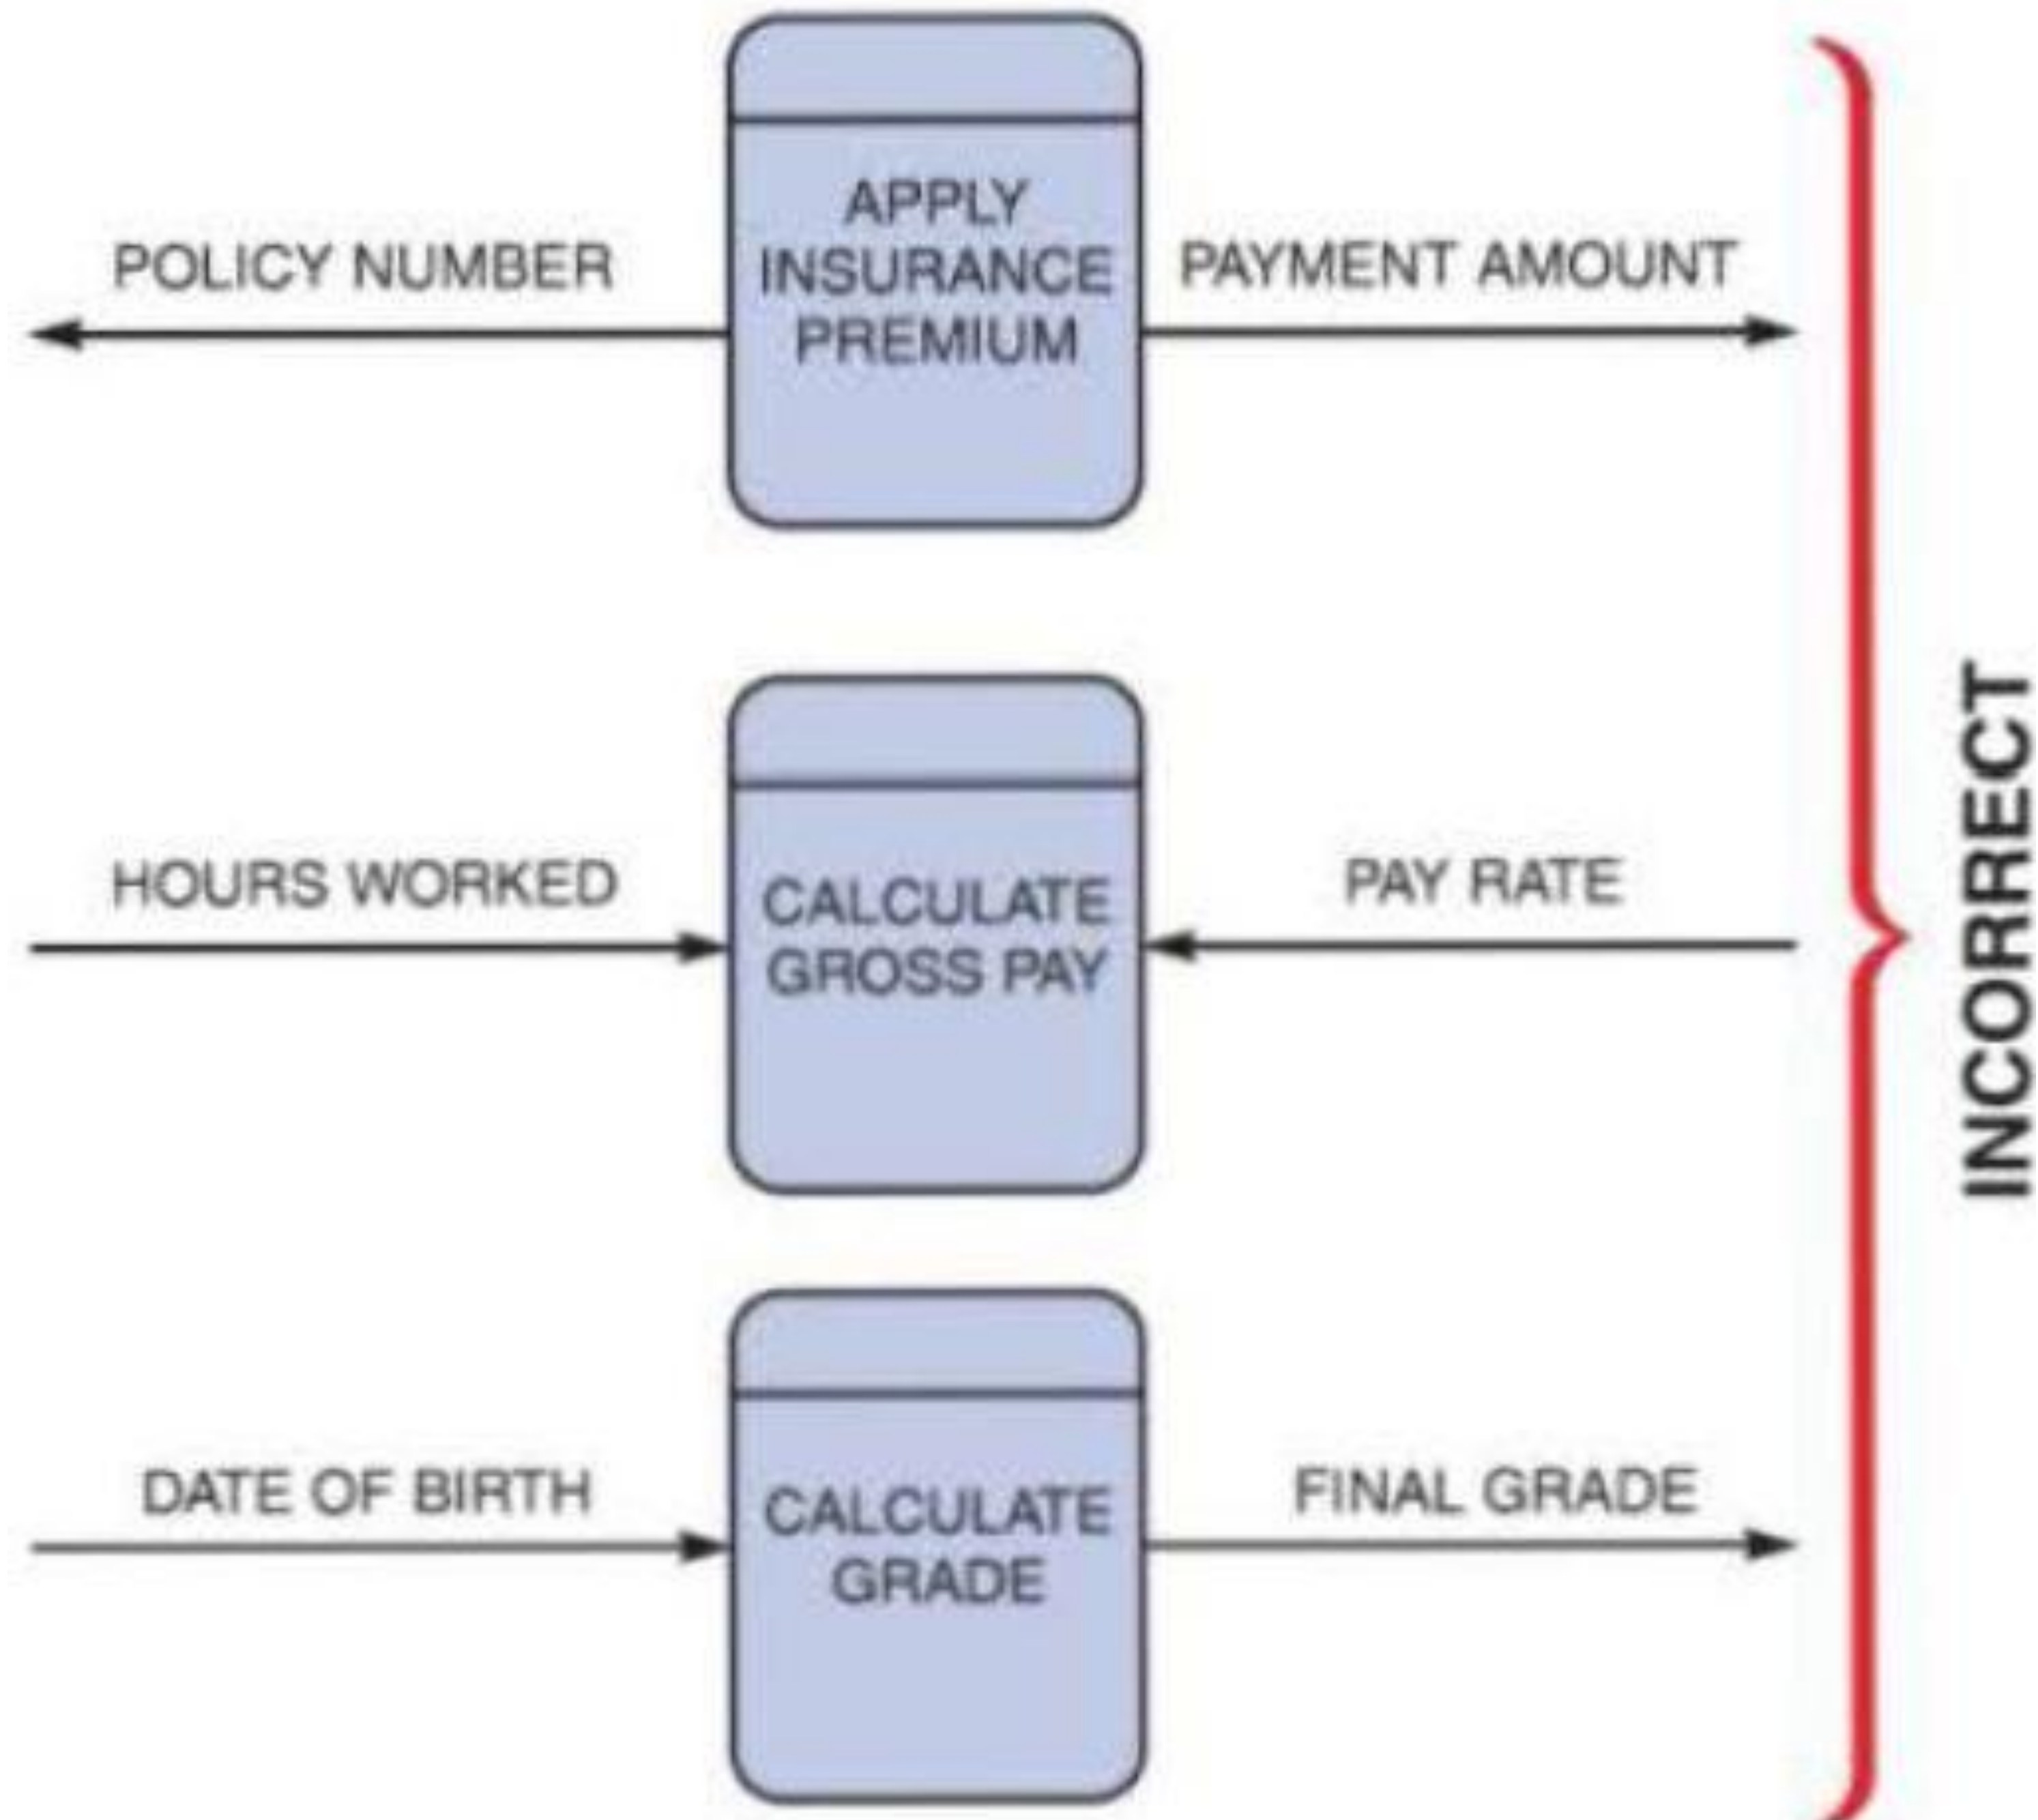 POLICY NUMBER
APPLY
INSURANCE
PREMIUM
PAYMENT AMOUNT
HOURS WORKED
CALCULATE
GROSS PAY
PAY RATE
DATE OF BIRTH
CALCULATE
GRADE
FINAL GRADE
INCORRECT